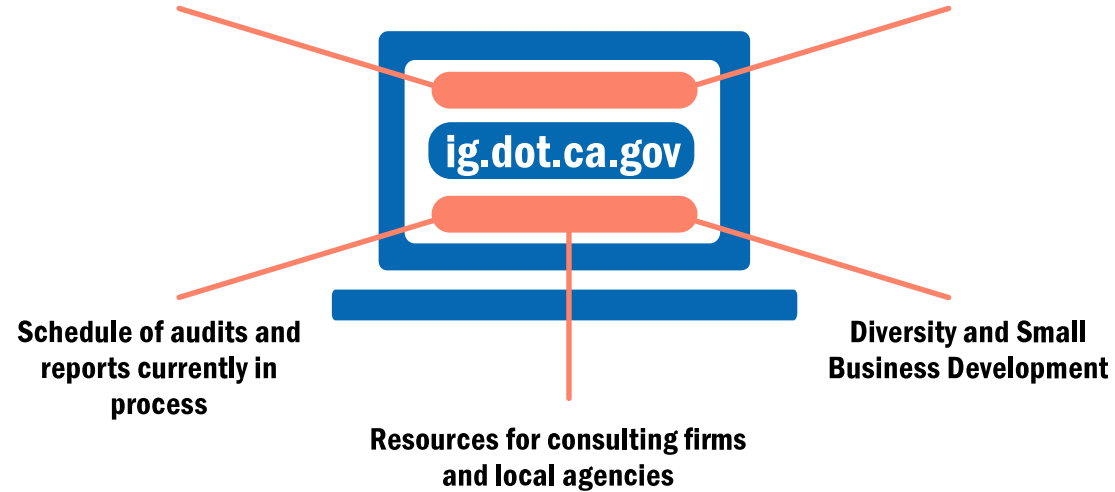 ig.dot.ca.gov
Schedule of audits and
reports currently in
process
Resources for consulting firms
and local agencies
Diversity and Small
Business Development